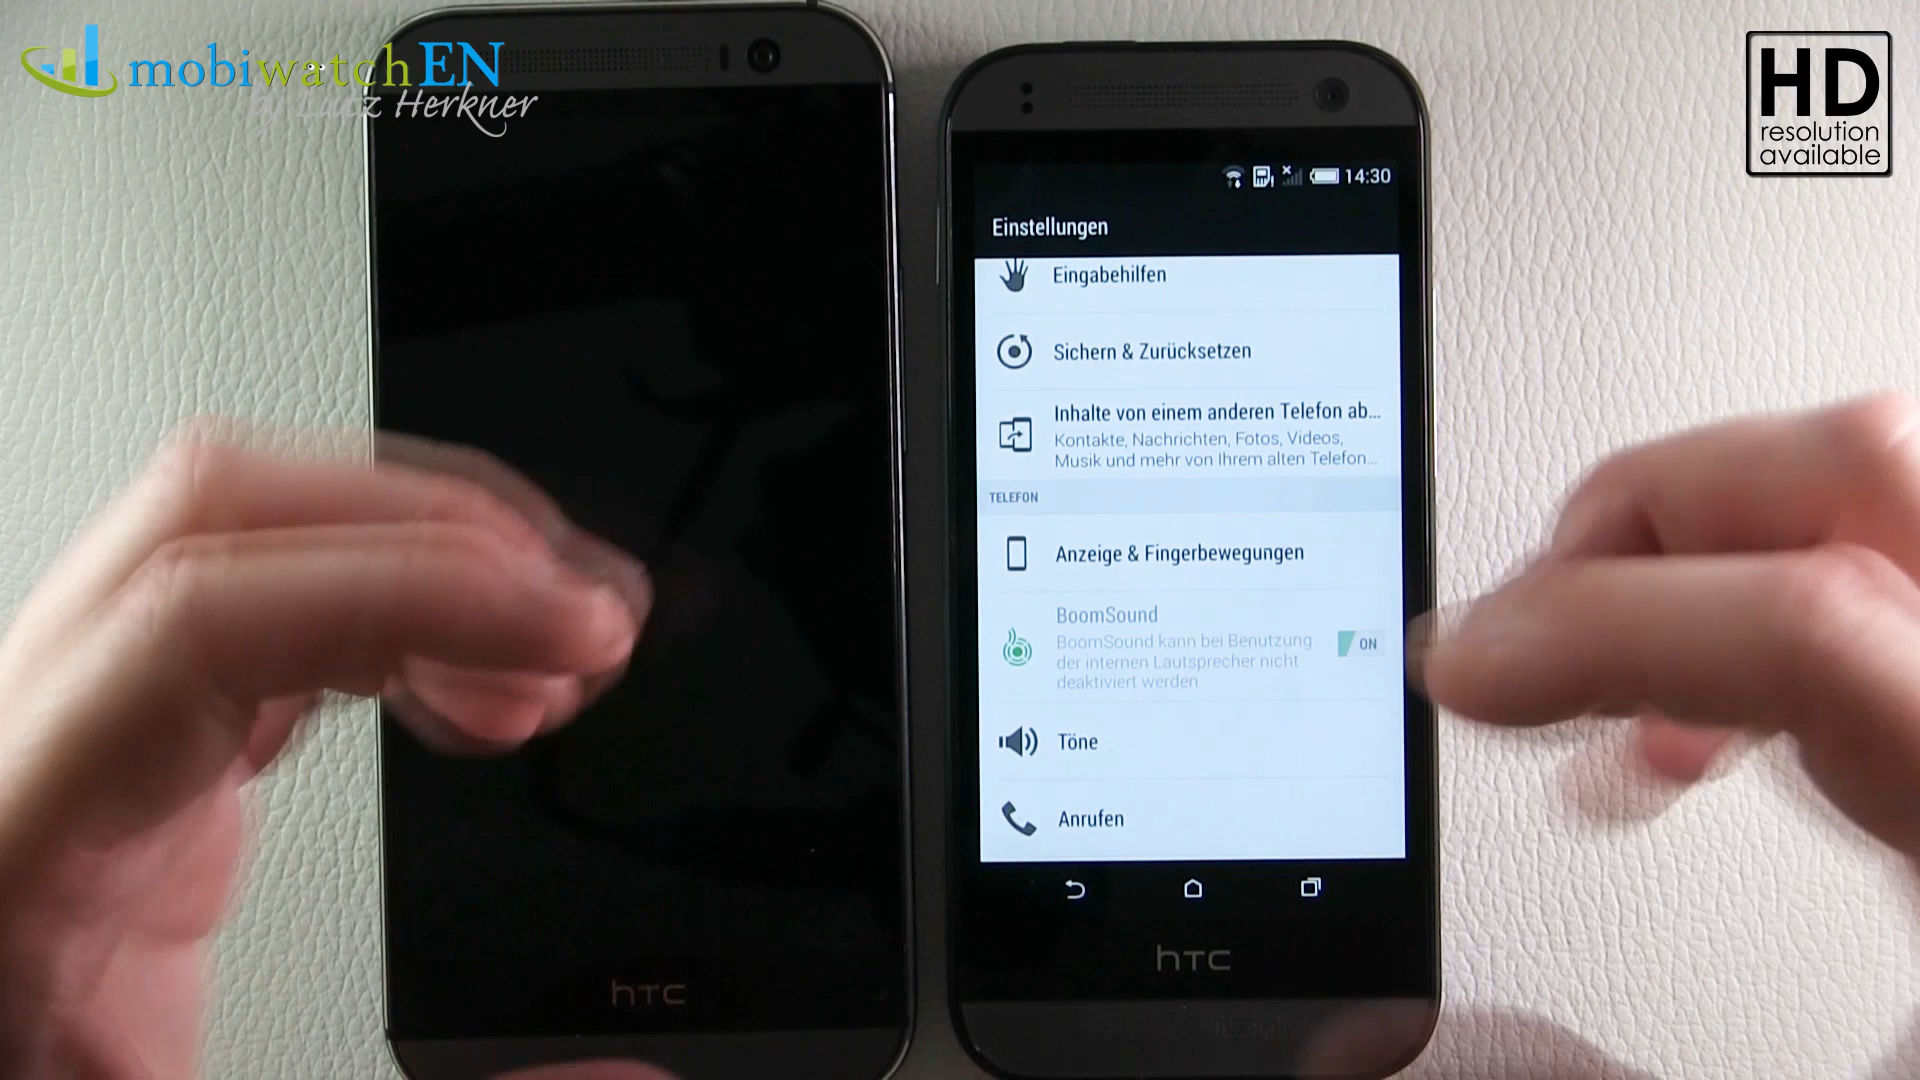 mobiwatchEN
by Lutz Herkner
HD
resolution
available
14:30
Einstellungen
Eingabehilfen
Sichern & Zurücksetzen
Inhalte von einem anderen Telefon ab...
Kontakte, Nachrichten, Fotos, Videos,
Musik und mehr von Ihrem alten Telefon...
TELEFON
Anzeige & Fingerbewegungen
BoomSound
BoomSound kann bei Benutzung
der internen Lautsprecher nicht
deaktiviert werden
ON
Töne
Anrufen
hTC
hTC